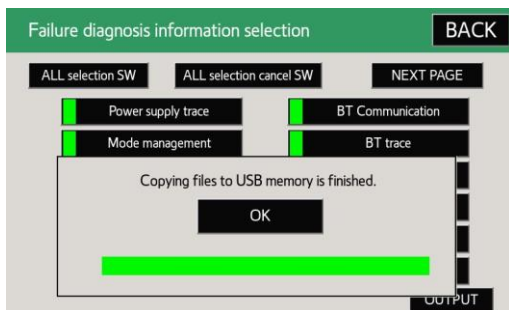 Failure diagnosis information selection BACK
ALL selection SW ALL selection cancel SW NEXT PAGE
Power supply trace BT Communication
Mode management BT trace
Copying files to USB memory is finished.
OK
OUTPUT